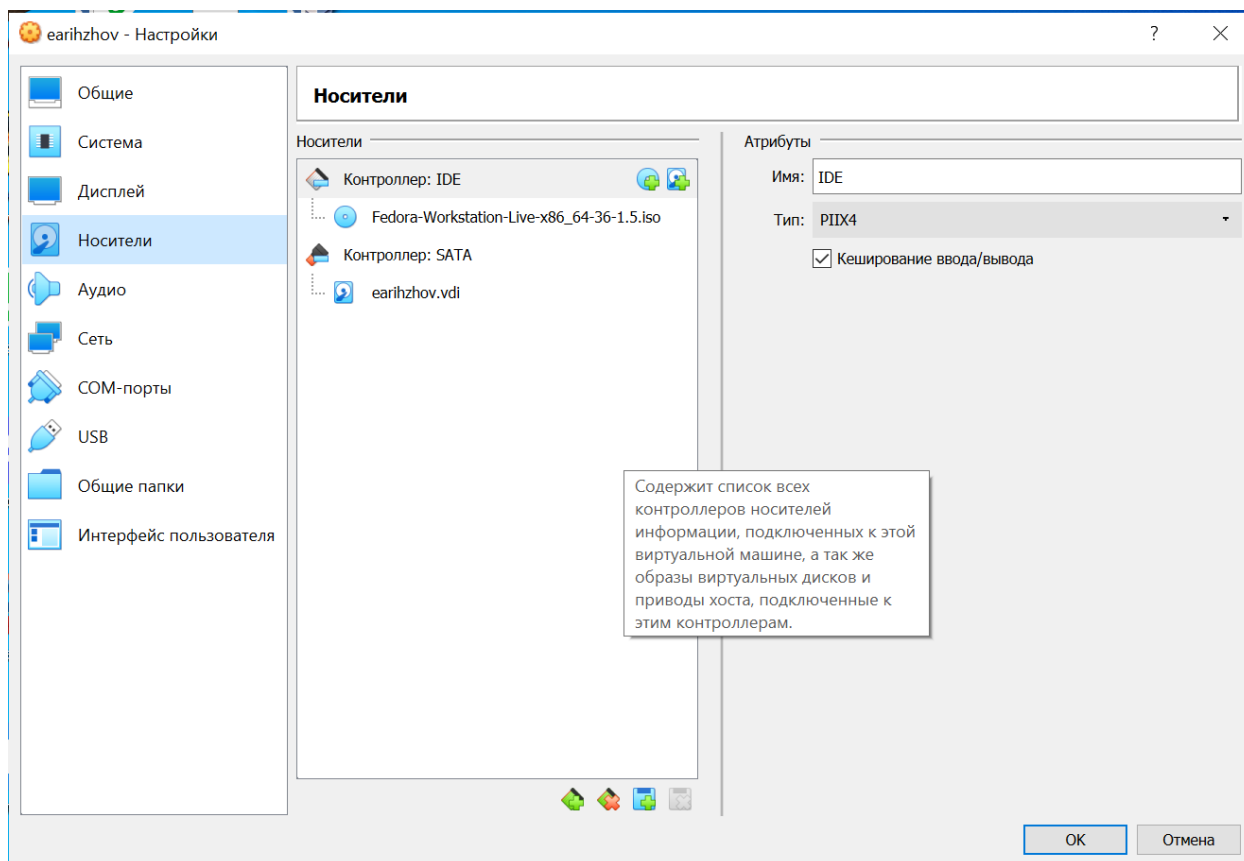 earihzhov - Настройки
?
Общие
Система
Дисплей
Носители
Аудио
Сеть
COM-порты
USB
Общие папки
Интерфейс пользователя
Носители
Носители
Контроллер: IDE
Fedora-Workstation-Live-x86_64-36-1.5.iso
Контроллер: SATA
earihzhov.vdi
Атрибуты
Имя: IDE
Тип: PIIX4
Кеширование ввода/вывода
Содержит список всех
контроллеров носителей
информации, подключенных к этой
виртуальной машине, а так же
образы виртуальных дисков и
приводы хоста, подключенные к
этим контроллерам.
OK
Отмена